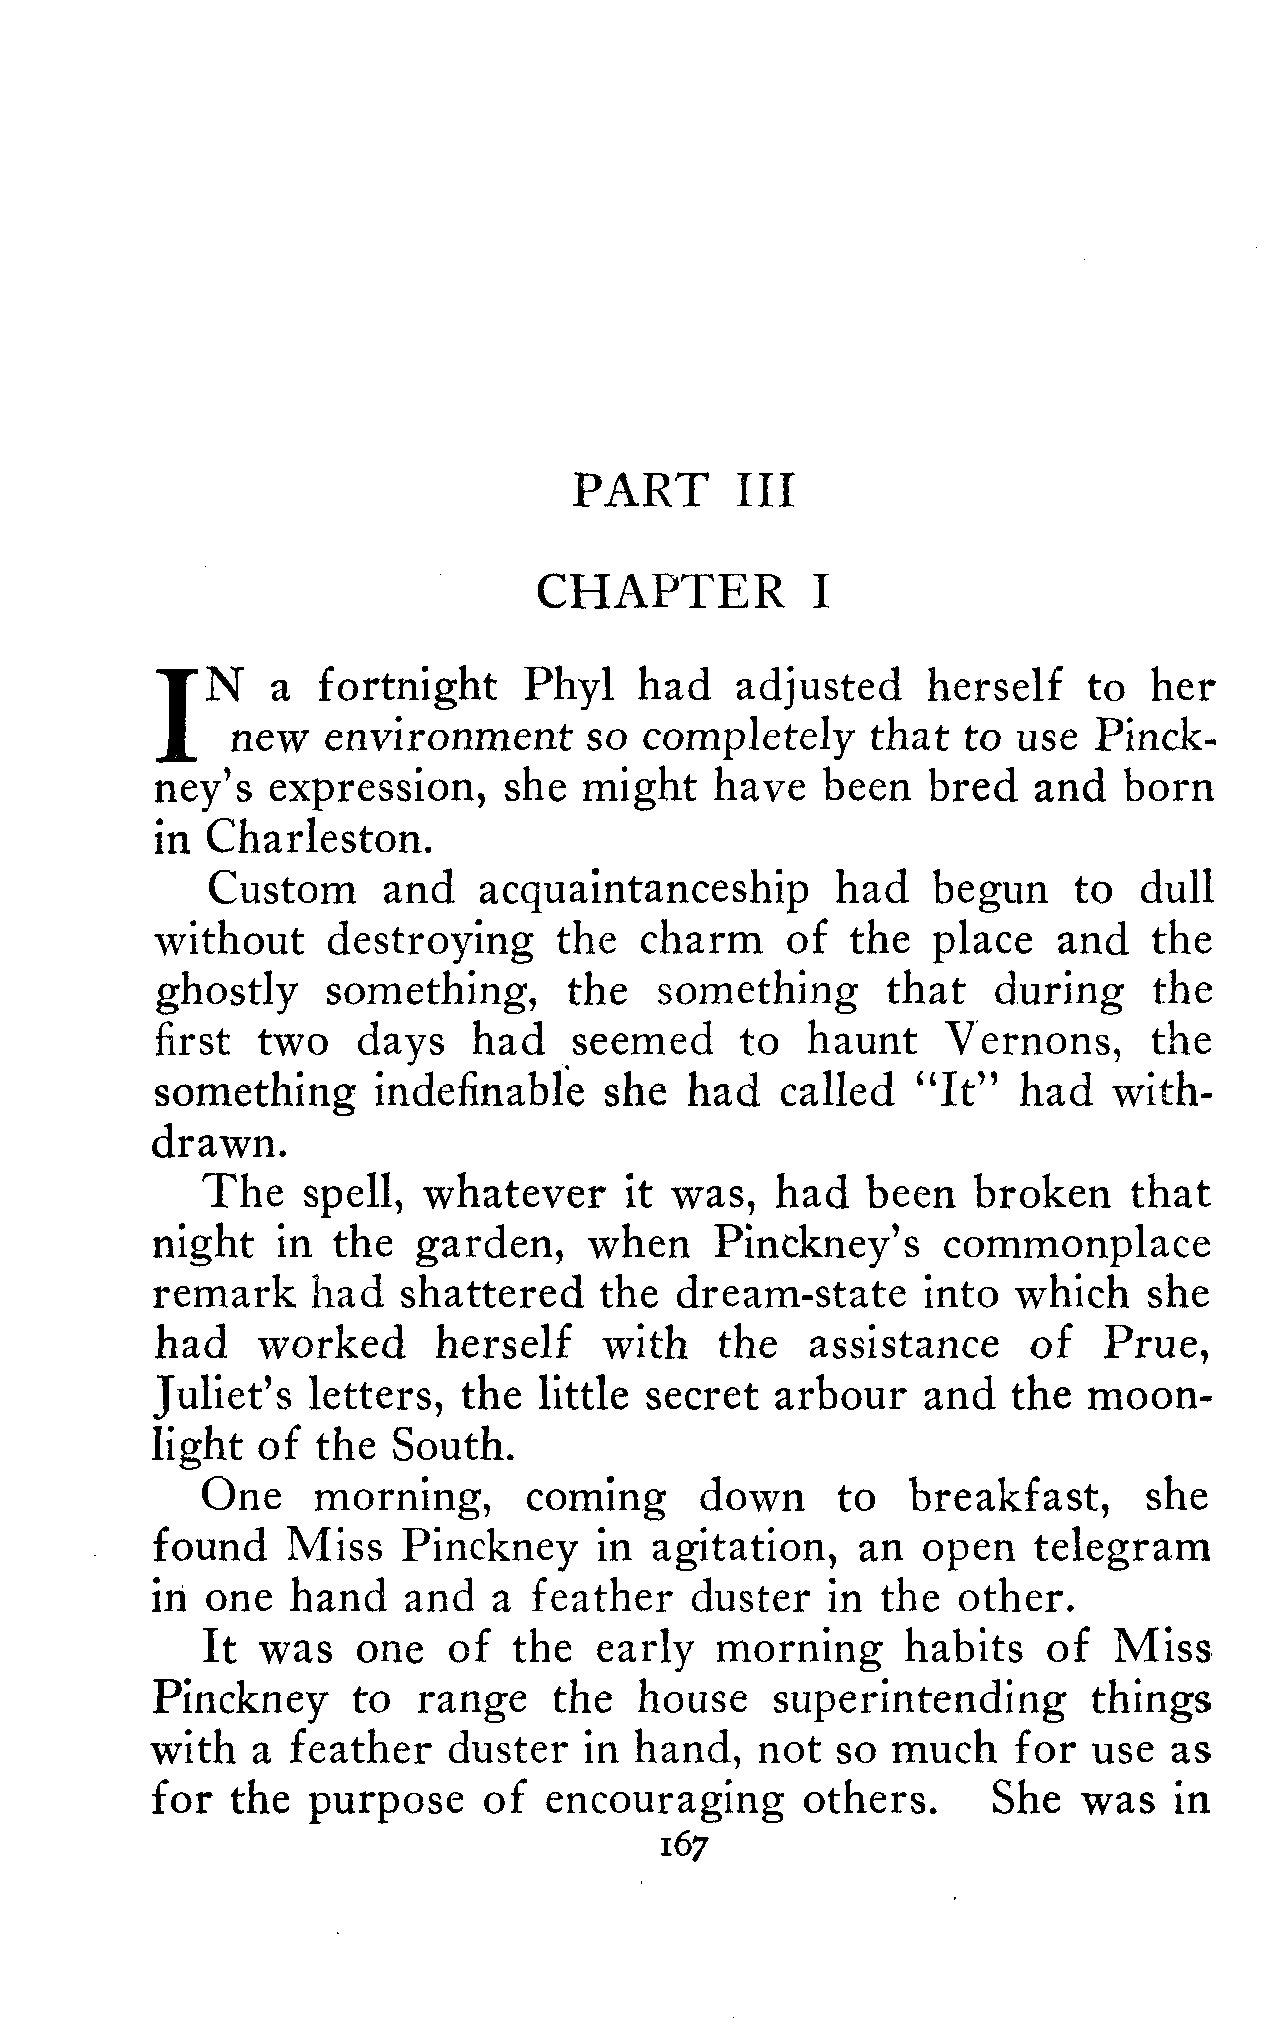 PART III
CHAPTER I
IN a fortnight Phyl had adjusted herself to her
new environment so completely that to use Pinck-
ney's expression, she might have been bred and born
in Charleston.
Custom and acquaintanceship had begun to dull
without destroying the charm of the place and the
ghostly something, the something that during the
first two days had seemed to haunt Vernons, the
something indefinable she had called "It" had with-
drawn.
The spell, whatever it was, had been broken that
night in the garden, when Pinckney's commonplace
remark had shattered the dream-state into which she
had worked herself with the assistance of Prue,
Juliet's letters, the little secret arbour and the moon-
light of the South.
One morning, coming down to breakfast, she
found Miss Pinckney in agitation, an open telegram
in one hand and a feather duster in the other.
It was one of the early morning habits of Miss
Pinckney to range the house superintending things
with a feather duster in hand, not so much for use as
for the purpose of encouraging others. She was in
167